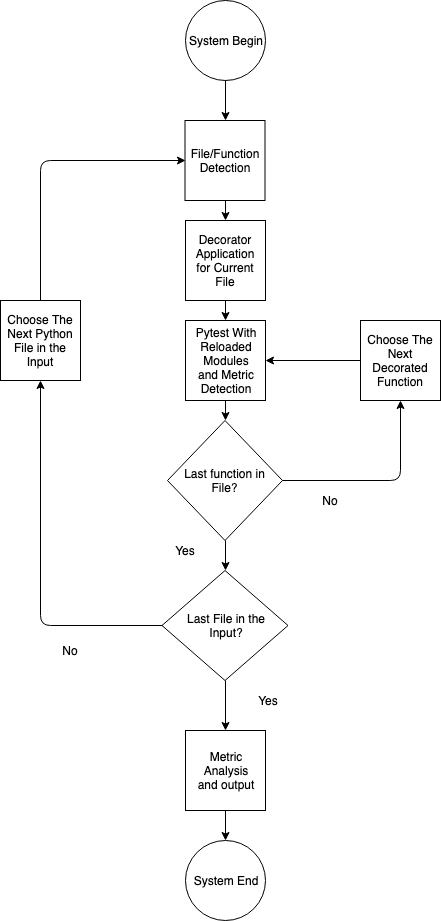 System Begin
File/Function
Detection
Decorator
Application
for Current
File
Choose The
Next Python
File in the
Input
Pytest With
Reloaded
Modules
and Metric
Detection
Choose The
Next
Decorated
Function
Last function in
File?
No
Yes
Last File in the
Input?
No
Yes
Metric
Analysis
and output
System End